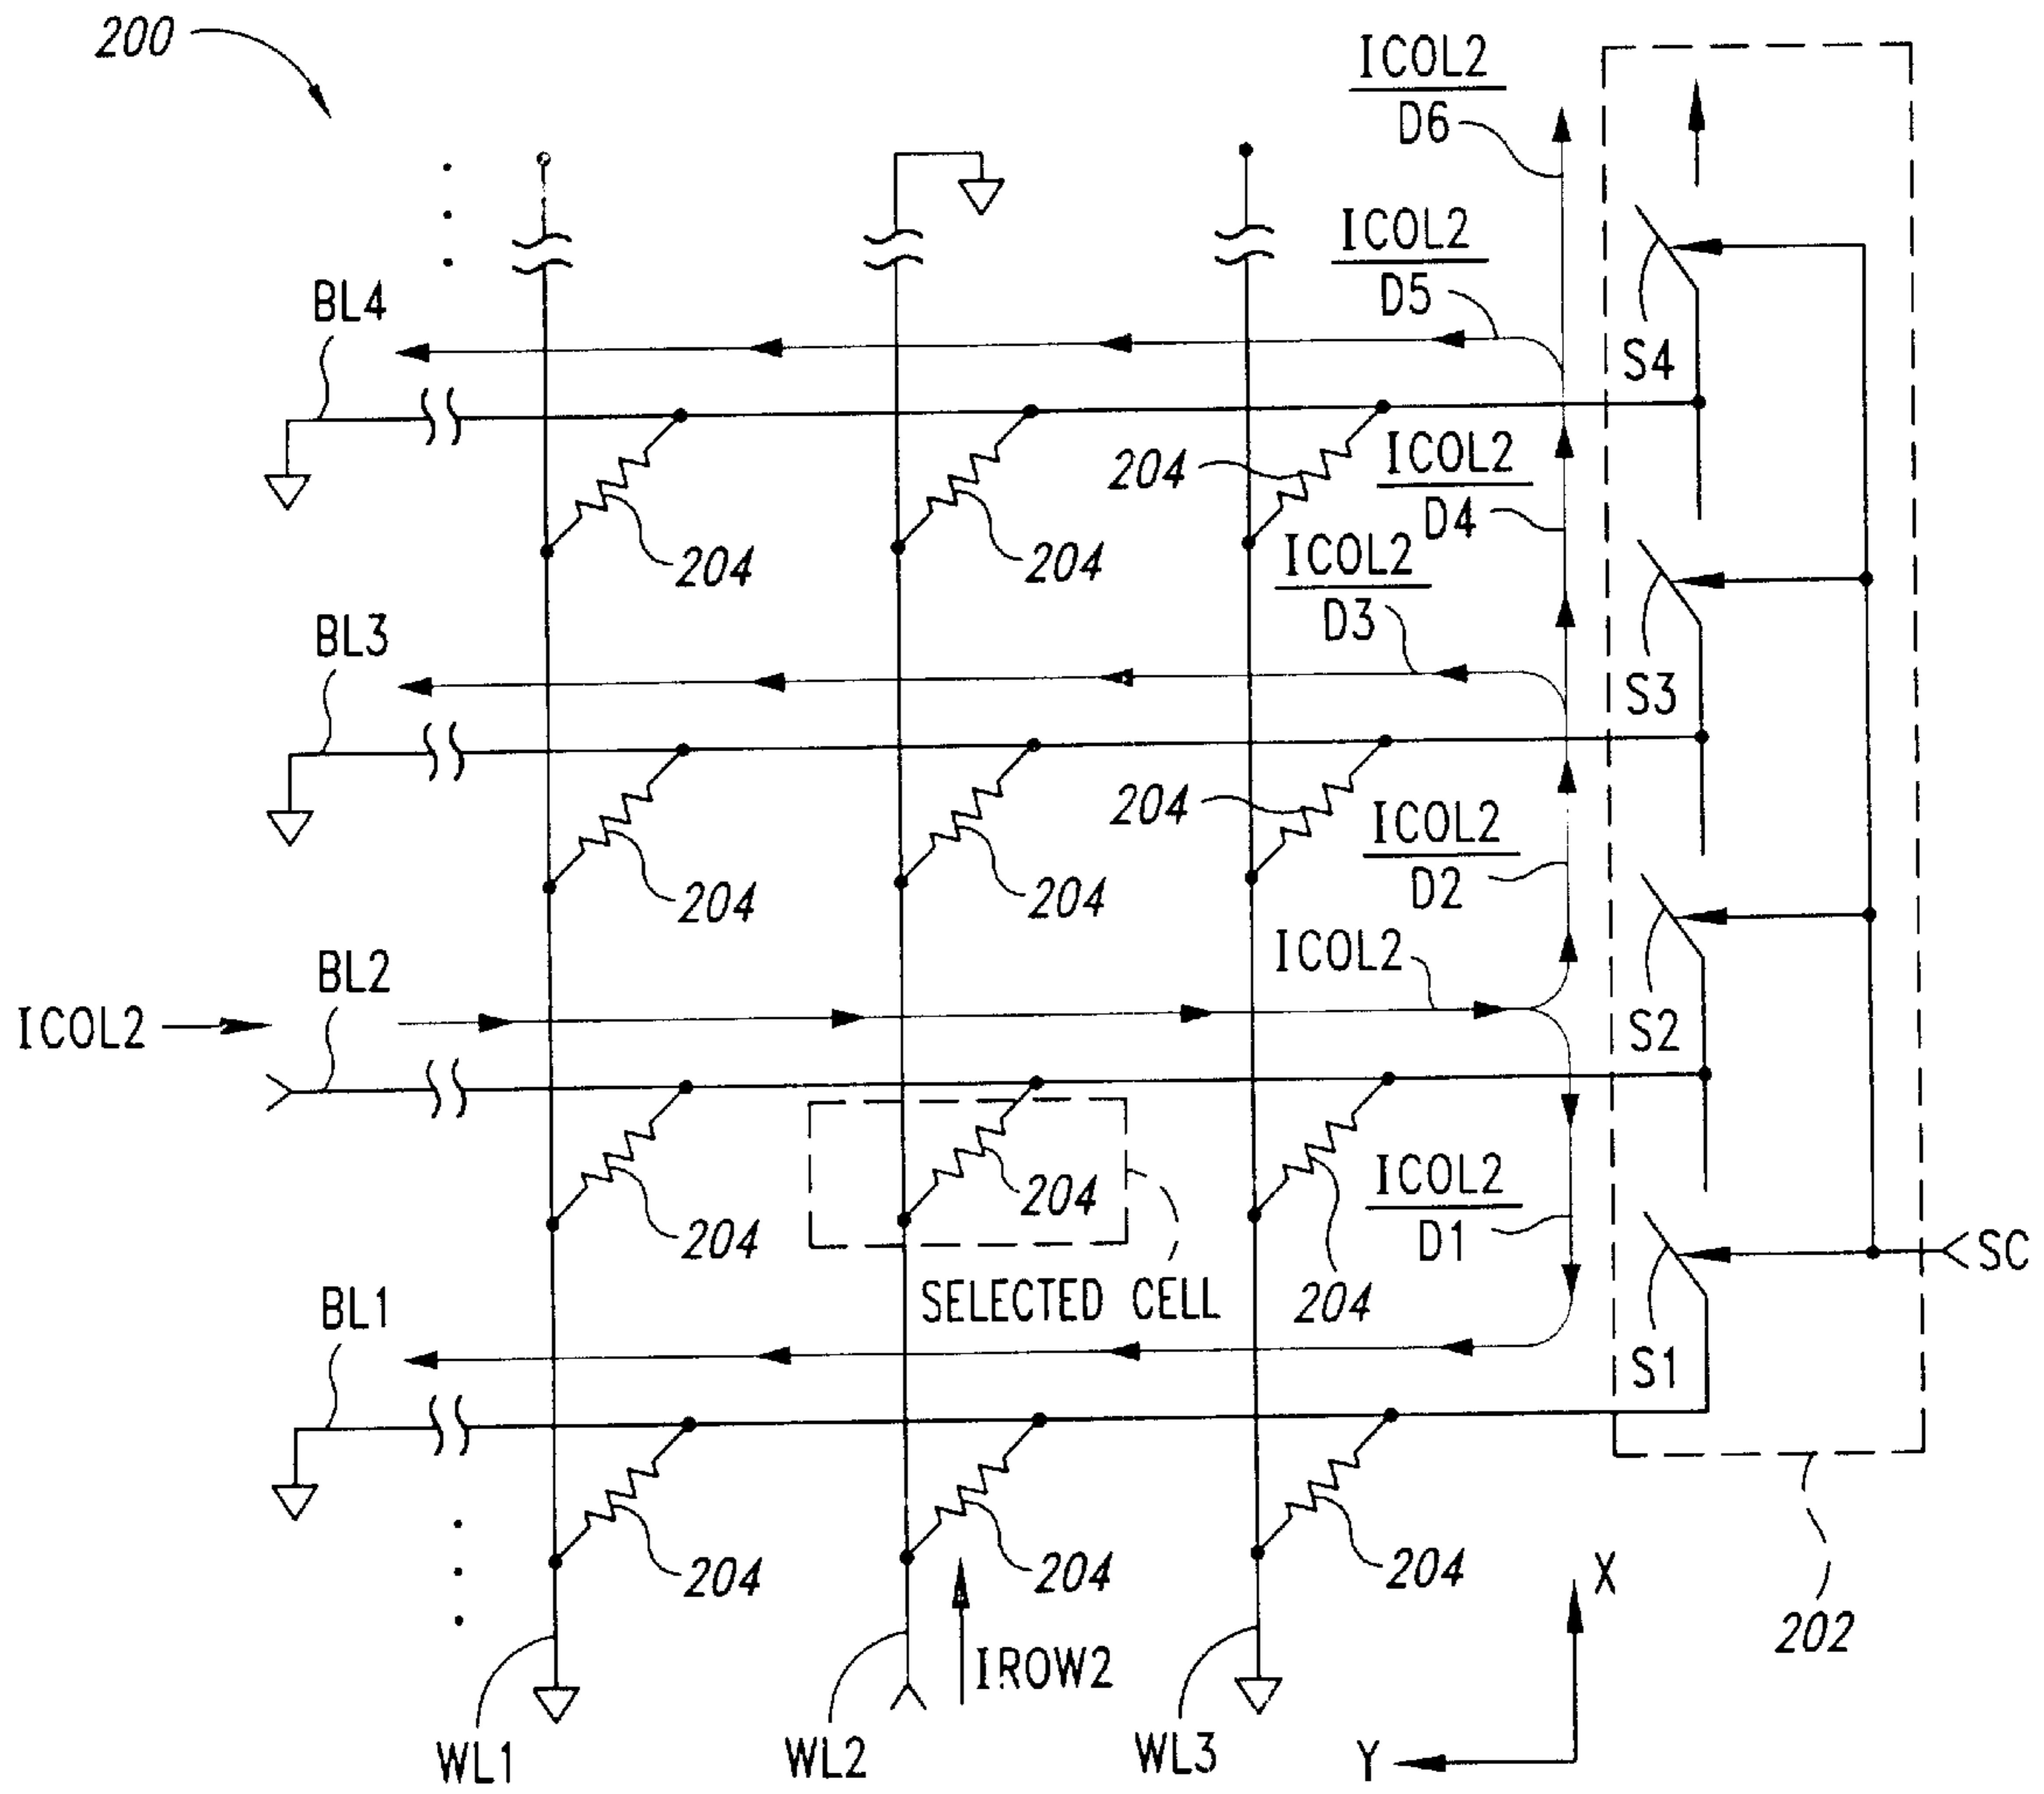 200
ICOL2
D6
ICOL2
D5
BL4
S4
204
ICOL2
D4
204
204
ICOL2
D3
BL3
S3
204
ICOL2
D2
204
204
ICOL2
BL2
ICOL2
S2
204
204
ICOL2
D1
204
SC
SELECTED CELL
204
BL1
S1
204
204
204
X
202
IROW2
WL1
WL2
WL3
Y